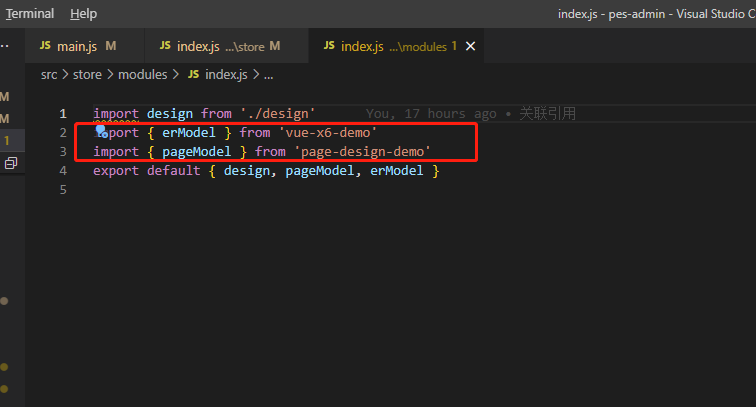 Terminal Help index.js - pes-admin - Visual Studio C
JS main.js M JS index.js ...\store M JS index.js ...\modules 1 ×
src > store > modules > JS index.js > ...
1 import design from './design' You, 17 hours ago • 关联引用
2 import { erModel } from 'vue-x6-demo'
3 import { pageModel } from 'page-design-demo'
4 export default { design, pageModel, erModel }
5
M
M
1